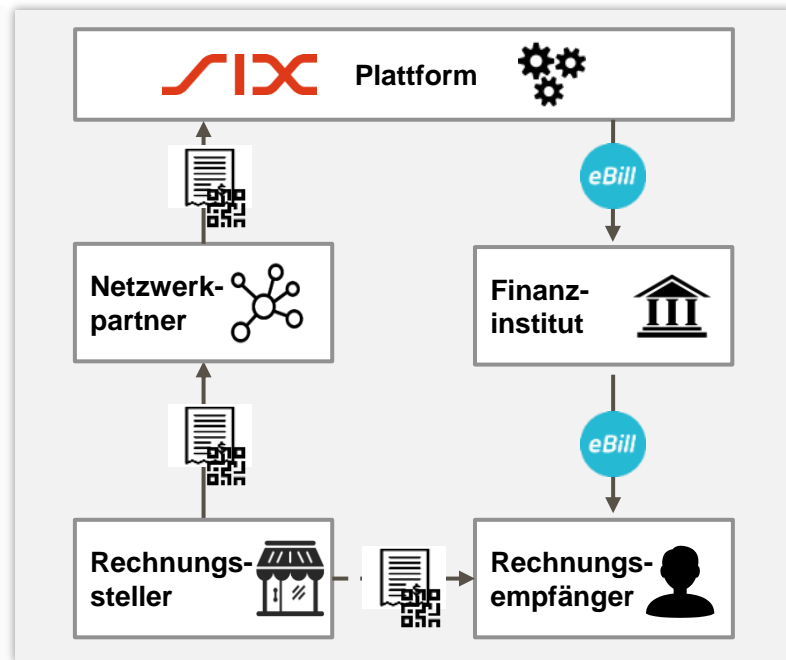 SIX Plattform
eBill
Netzwerk-
partner
Finanz-
institut
eBill
Rechnungs-
steller
Rechnungs-
empfänger